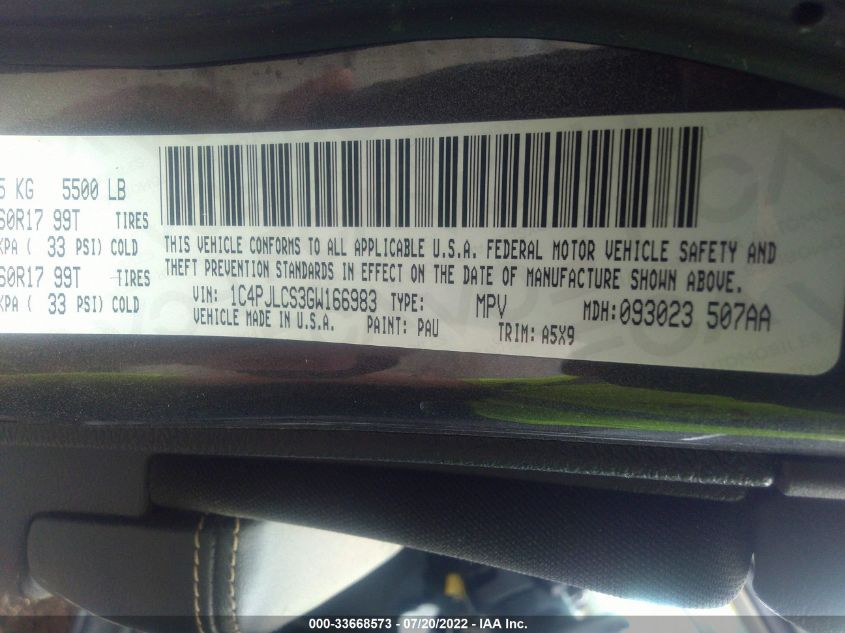 5 KG 5500 LB
60R17 99T TIRES
KPA ( 33 PSI) COLD
60R17 99T TIRES
KPA ( 33 PSI) COLD
THIS VEHICLE CONFORMS TO ALL APPLICABLE U.S.A. FEDERAL MOTOR VEHICLE SAFETY AND
THEFT PREVENTION STANDARDS IN EFFECT ON THE DATE OF MANUFACTURE SHOWN ABOVE.
VIN: 1C4PJLCS3GW166983 TYPE: MPV MDH: 093023 507AA
VEHICLE MADE IN U.S.A. PAINT: PAU TRIM: A5X9
000-33668573 - 07/20/2022 - IAA Inc.